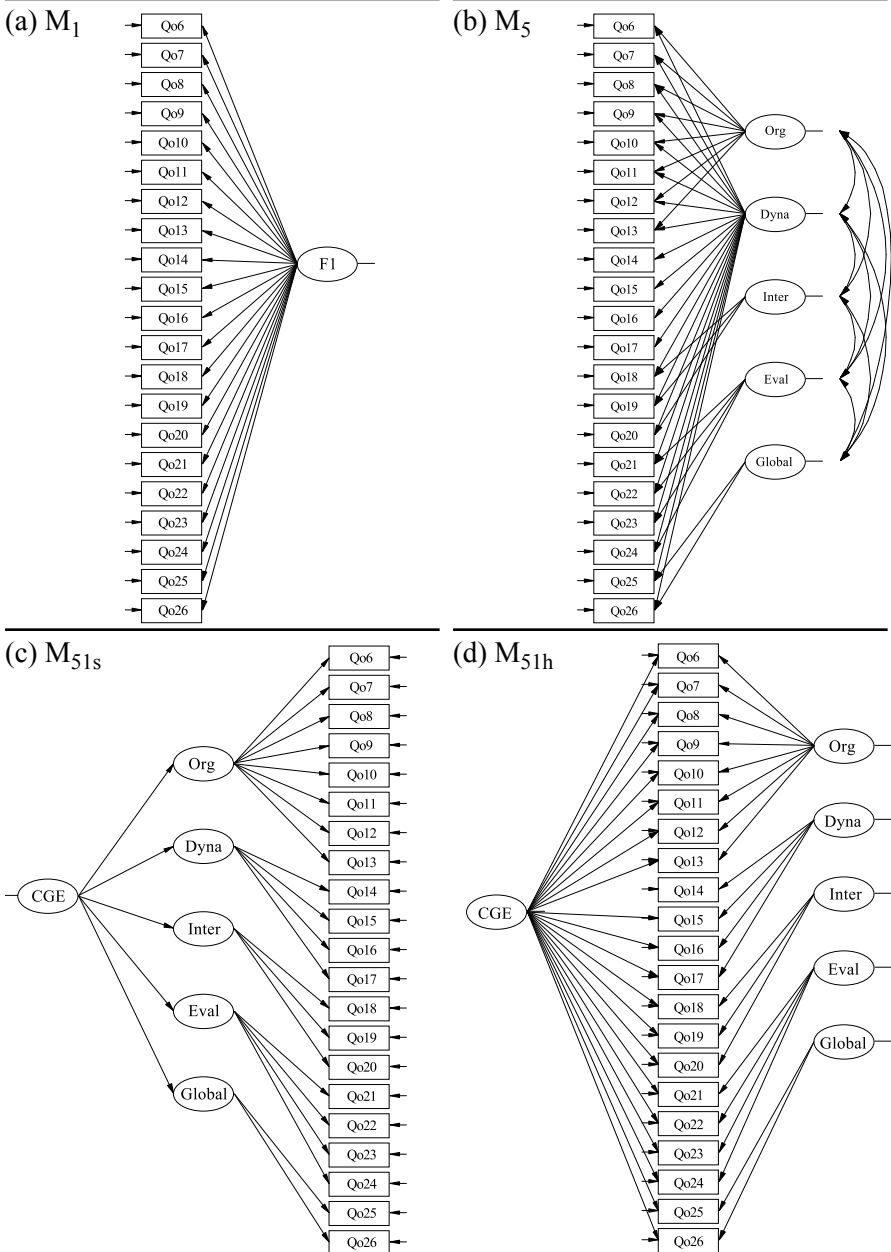 (a) M1
Qo6
Qo7
Qo8
Qo9
Qo10
Qo11
Qo12
Qo13
Qo14
Qo15
Qo16
Qo17
Qo18
Qo19
Qo20
Qo21
Qo22
Qo23
Qo24
Qo25
Qo26
F1
(b) M5
Qo6
Qo7
Qo8
Qo9
Qo10
Qo11
Qo12
Qo13
Qo14
Qo15
Qo16
Qo17
Qo18
Qo19
Qo20
Qo21
Qo22
Qo23
Qo24
Qo25
Qo26
Org
Dyna
Inter
Eval
Global
(c) M51s
CGE
Org
Dyna
Inter
Eval
Global
Qo6
Qo7
Qo8
Qo9
Qo10
Qo11
Qo12
Qo13
Qo14
Qo15
Qo16
Qo17
Qo18
Qo19
Qo20
Qo21
Qo22
Qo23
Qo24
Qo25
Qo26
(d) M51h
CGE
Qo6
Qo7
Qo8
Qo9
Qo10
Qo11
Qo12
Qo13
Qo14
Qo15
Qo16
Qo17
Qo18
Qo19
Qo20
Qo21
Qo22
Qo23
Qo24
Qo25
Qo26
Org
Dyna
Inter
Eval
Global